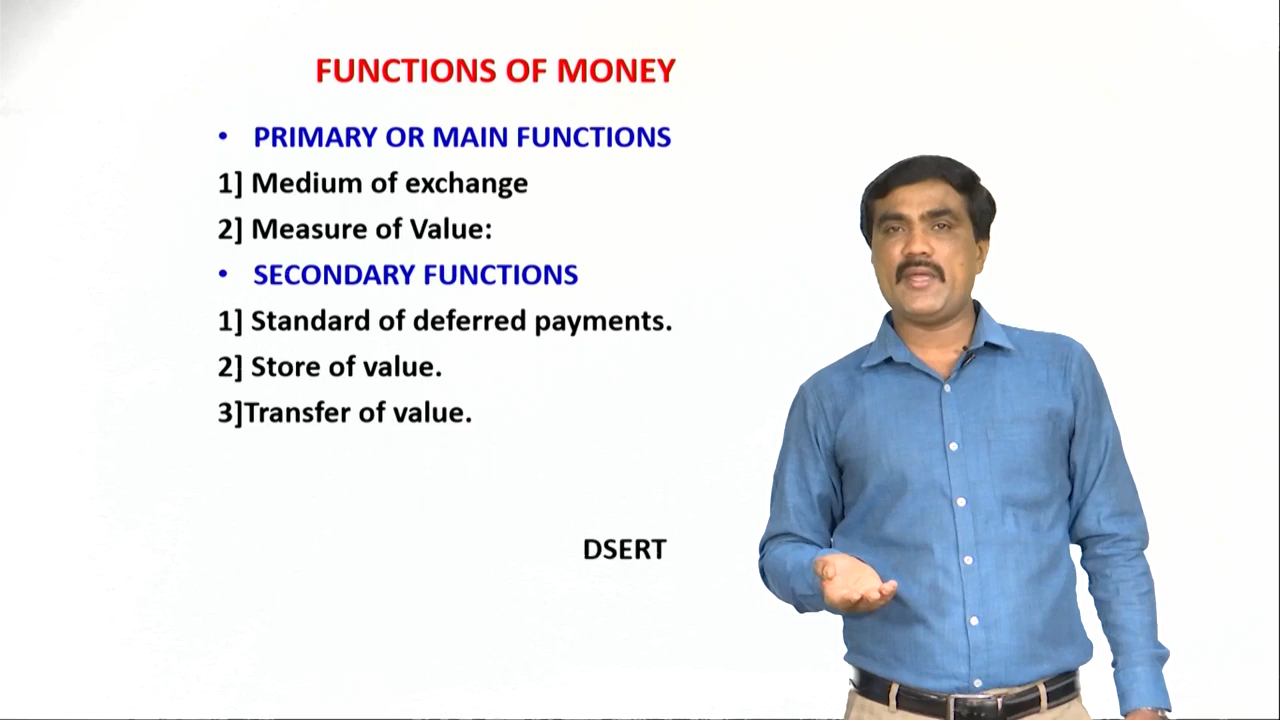 FUNCTIONS OF MONEY
• PRIMARY OR MAIN FUNCTIONS
1] Medium of exchange
2] Measure of Value:
• SECONDARY FUNCTIONS
1] Standard of deferred payments.
2] Store of value.
3]Transfer of value.
DSERT